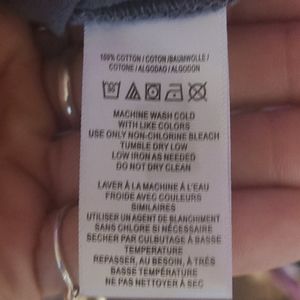 100% COTTON / COTON /BAUMWOLLE /
COTONE / ALGODAO / ALGODON
MACHINE WASH COLD
WITH LIKE COLORS
USE ONLY NON-CHLORINE BLEACH
TUMBLE DRY LOW
LOW IRON AS NEEDED
DO NOT DRY CLEAN
LAVER À LA MACHINE À L'EAU
FROIDE AVEC COULEURS
SIMILAIRES
UTILISER UN AGENT DE BLANCHIMENT
SANS CHLORE SI NÉCESSAIRE
SÉCHER PAR CULBUTAGE À BASSE
TEMPÉRATURE
REPASSER, AU BESOIN, À TRÈS
BASSE TEMPÉRATURE
NE PAS NETTOYER À SEC